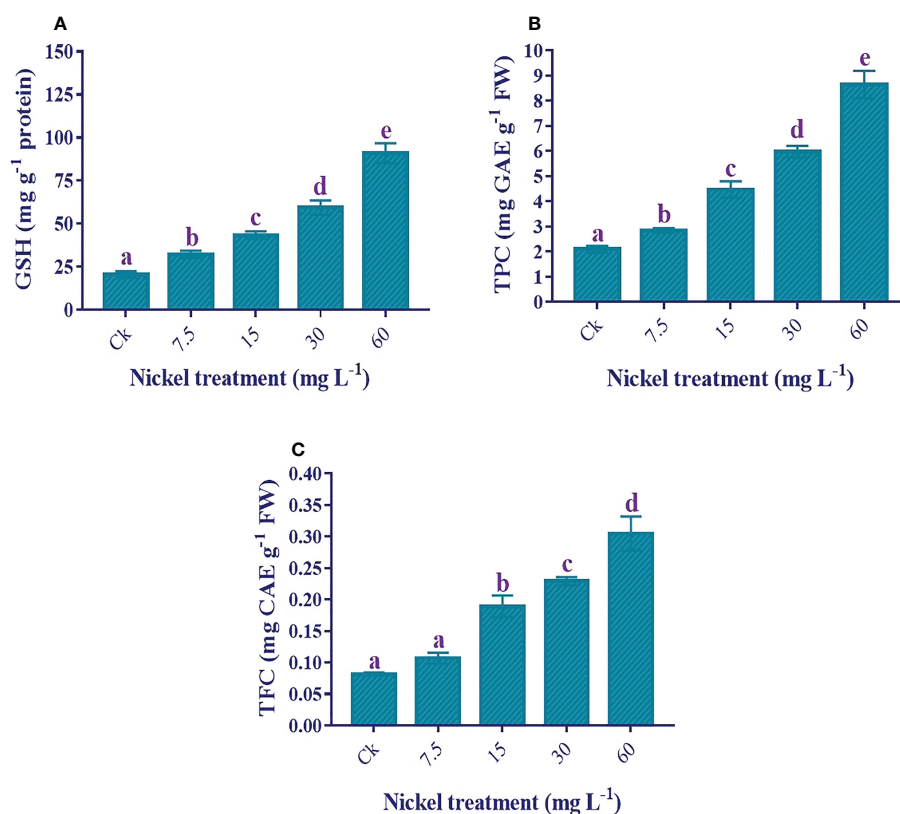 A
GSH (mg g⁻¹ protein)
150
125
100
75
50
25
0
a
b
c
d
e
Ck
7.5
15
30
60
Nickel treatment (mg L⁻¹)
B
TPC (mg GAE g⁻¹ FW)
10
9
8
7
6
5
4
3
2
1
0
a
b
c
d
e
Ck
7.5
15
30
60
Nickel treatment (mg L⁻¹)
C
TFC (mg CAE g⁻¹ FW)
0.40
0.35
0.30
0.25
0.20
0.15
0.10
0.05
0.00
a
a
b
c
d
Ck
7.5
15
30
60
Nickel treatment (mg L⁻¹)